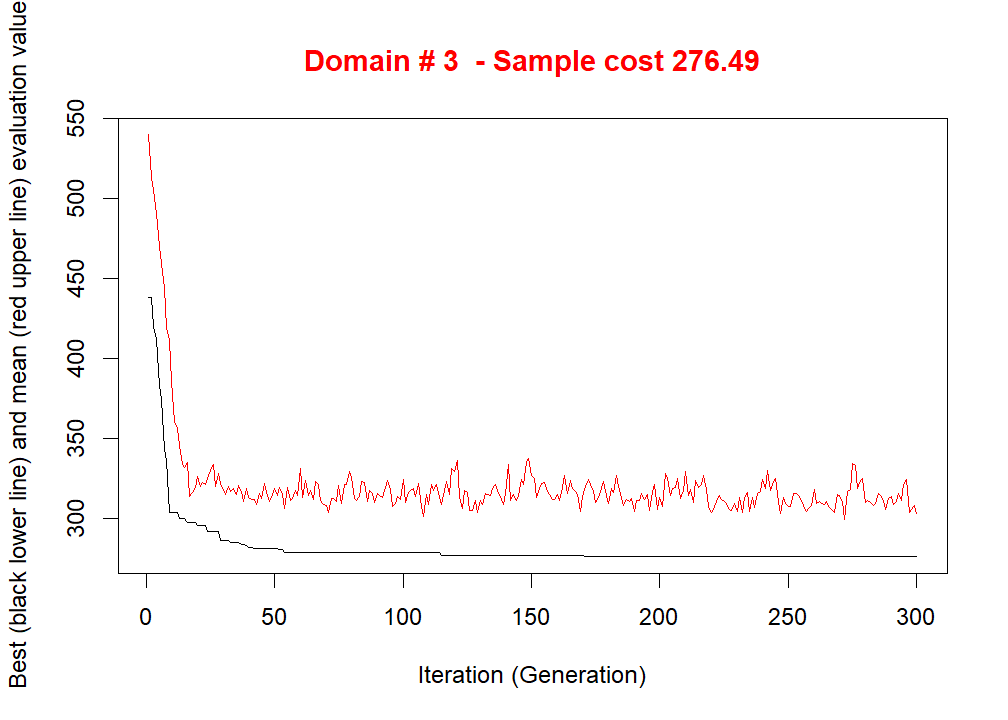 Domain # 3  - Sample cost 276.49
Best (black lower line) and mean (red upper line) evaluation value
550
500
450
400
350
300
0 50 100 150 200 250 300
Iteration (Generation)